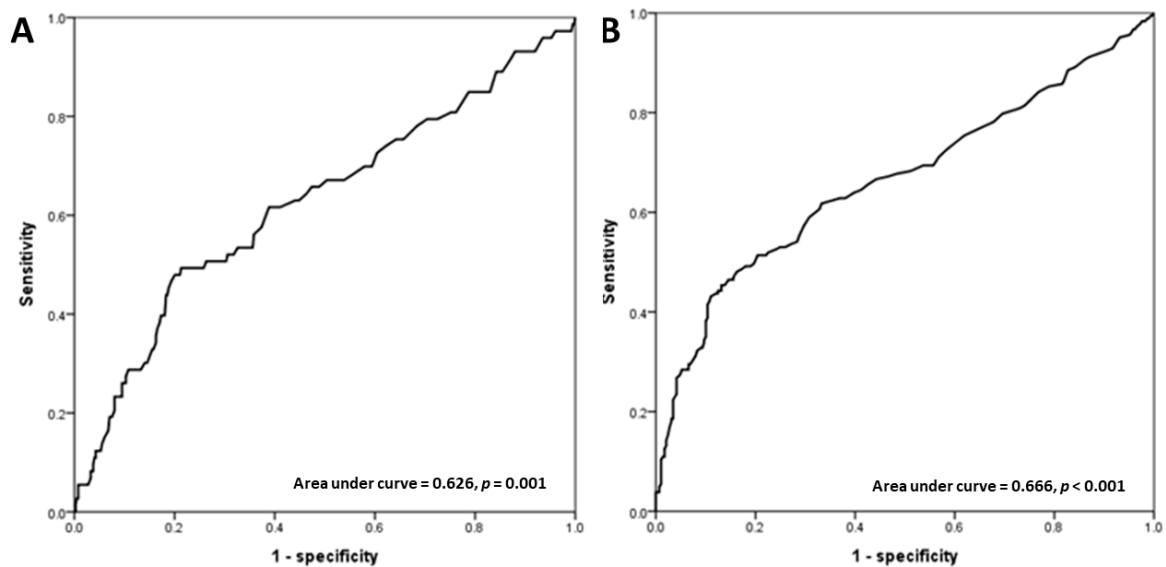 A
1.0
0.8
0.6
0.4
0.2
0.0
Sensitivity
0.0 0.2 0.4 0.6 0.8 1.0
1 - specificity
Area under curve = 0.626, p = 0.001
B
1.0
0.8
0.6
0.4
0.2
0.0
Sensitivity
0.0 0.2 0.4 0.6 0.8 1.0
1 - specificity
Area under curve = 0.666, p < 0.001